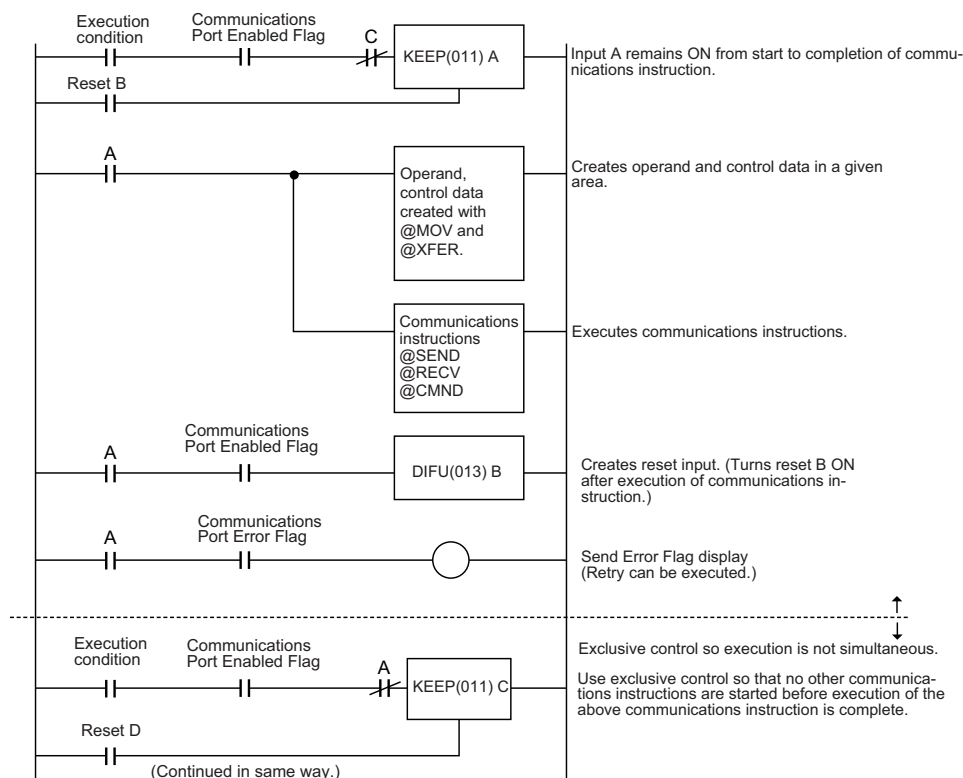 Execution
condition
Communications
Port Enabled Flag
C
KEEP(011) A
Input A remains ON from start to completion of commu-
nications instruction.
Reset B
A
Operand,
control data
created with
@MOV and
@XFER.
Creates operand and control data in a given
area.
Communications
instructions
@SEND
@RECV
@CMND
Executes communications instructions.
A
Communications
Port Enabled Flag
DIFU(013) B
Creates reset input. (Turns reset B ON
after execution of communications in-
struction.)
A
Communications
Port Error Flag
Send Error Flag display
(Retry can be executed.)
Execution
condition
Communications
Port Enabled Flag
A
KEEP(011) C
Exclusive control so execution is not simultaneous.
Use exclusive control so that no other communica-
tions instructions are started before execution of the
above communications instruction is complete.
Reset D
(Continued in same way.)